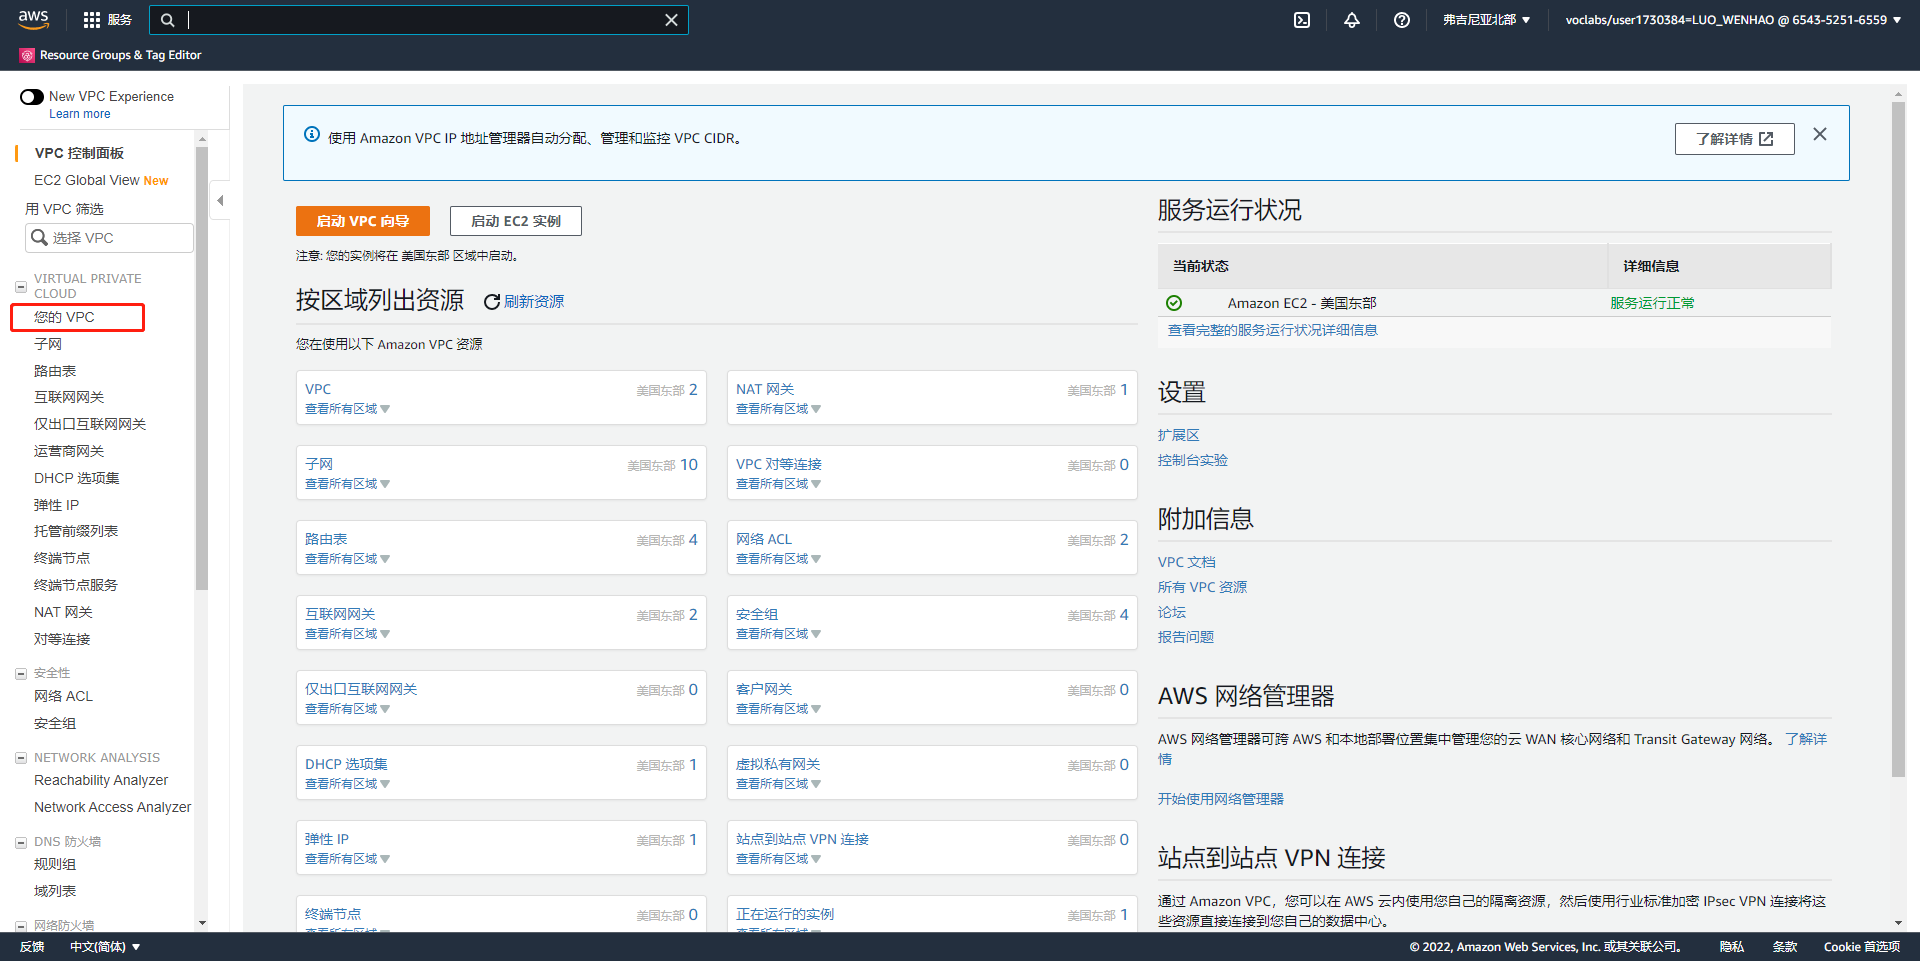 aws
服务
弗吉尼亚北部
voclabs/user1730384=LUO_WENHAO @ 6543-5251-6559
Resource Groups & Tag Editor
New VPC Experience
Learn more
VPC 控制面板
EC2 Global View New
用 VPC 筛选
选择 VPC
VIRTUAL PRIVATE
CLOUD
您的 VPC
子网
路由表
互联网网关
仅出口互联网网关
运营商网关
DHCP 选项集
弹性 IP
托管前缀列表
终端节点
终端节点服务
NAT 网关
对等连接
安全性
网络 ACL
安全组
NETWORK ANALYSIS
Reachability Analyzer
Network Access Analyzer
DNS 防火墙
规则组
域列表
网络防火墙
使用 Amazon VPC IP 地址管理器自动分配、管理和监控 VPC CIDR。
了解详情
启动 VPC 向导
启动 EC2 实例
注意: 您的实例将在 美国东部 区域中启动。
按区域列出资源
刷新资源
您在使用以下 Amazon VPC 资源
VPC
美国东部 2
查看所有区域
NAT 网关
美国东部 1
查看所有区域
子网
美国东部 10
查看所有区域
VPC 对等连接
美国东部 0
查看所有区域
路由表
美国东部 4
查看所有区域
网络 ACL
美国东部 2
查看所有区域
互联网网关
美国东部 2
查看所有区域
安全组
美国东部 4
查看所有区域
仅出口互联网网关
美国东部 0
查看所有区域
客户网关
美国东部 0
查看所有区域
DHCP 选项集
美国东部 1
查看所有区域
虚拟私有网关
美国东部 0
查看所有区域
弹性 IP
美国东部 1
查看所有区域
站点到站点 VPN 连接
美国东部 0
查看所有区域
终端节点
美国东部 0
查看所有区域
正在运行的实例
美国东部 1
查看所有区域
服务运行状况
当前状态
详细信息
Amazon EC2 - 美国东部
服务运行正常
查看完整的服务运行状况详细信息
设置
扩展区
控制台实验
附加信息
VPC 文档
所有 VPC 资源
论坛
报告问题
AWS 网络管理器
AWS 网络管理器可跨 AWS 和本地部署位置集中管理您的云 WAN 核心网络和 Transit Gateway 网络。 了解详
情
开始使用网络管理器
站点到站点 VPN 连接
通过 Amazon VPC，您可以在 AWS 云内使用您自己的隔离资源，然后使用行业标准加密 IPsec VPN 连接将这
些资源直接连接到您自己的数据中心。
反馈
中文(简体)
© 2022, Amazon Web Services, Inc. 或其关联公司。
隐私
条款
Cookie 首选项